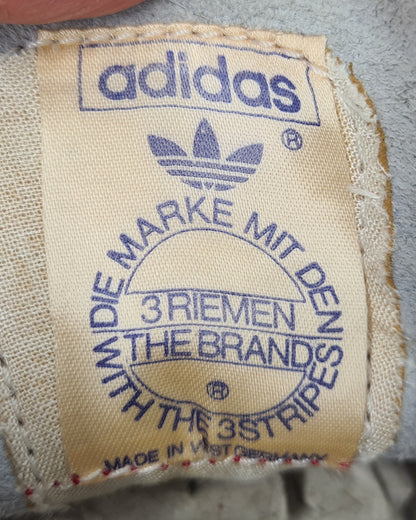 adidas
®
DIE MARKE MIT DEN
3 RIEMEN
THE BRAND
®
WITH THE 3 STRIPES
MADE IN WEST GERMANY